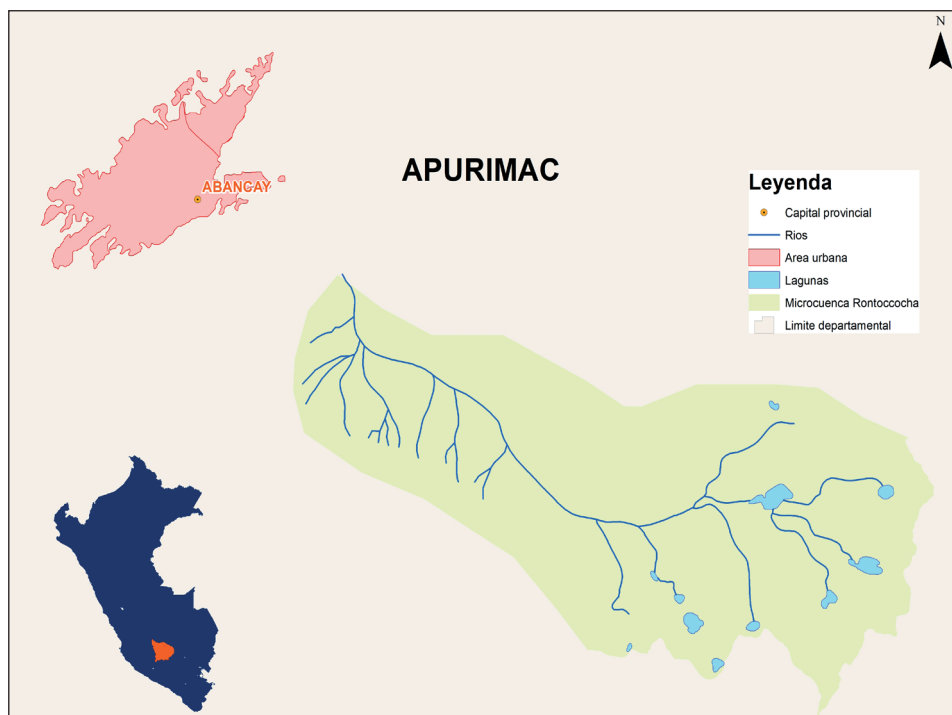 N
APURIMAC
ABANCAY
Leyenda
Capital provincial
Rios
Area urbana
Lagunas
Microcuenca Rontoccocha
Limite departamental